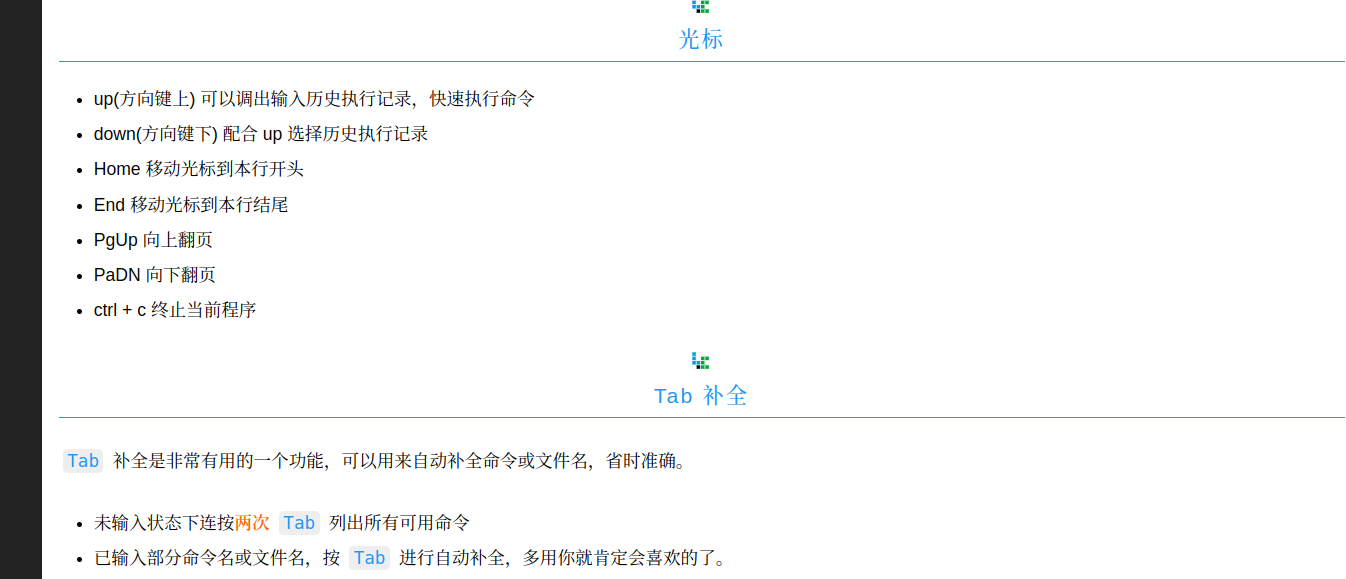 光标
up(方向键上) 可以调出输入历史执行记录，快速执行命令
down(方向键下) 配合 up 选择历史执行记录
Home 移动光标到本行开头
End 移动光标到本行结尾
PgUp 向上翻页
PaDN 向下翻页
ctrl + c 终止当前程序
Tab 补全
Tab 补全是非常有用的一个功能，可以用来自动补全命令或文件名，省时准确。
未输入状态下连按两次 Tab 列出所有可用命令
已输入部分命令名或文件名，按 Tab 进行自动补全，多用你就肯定会喜欢的了。